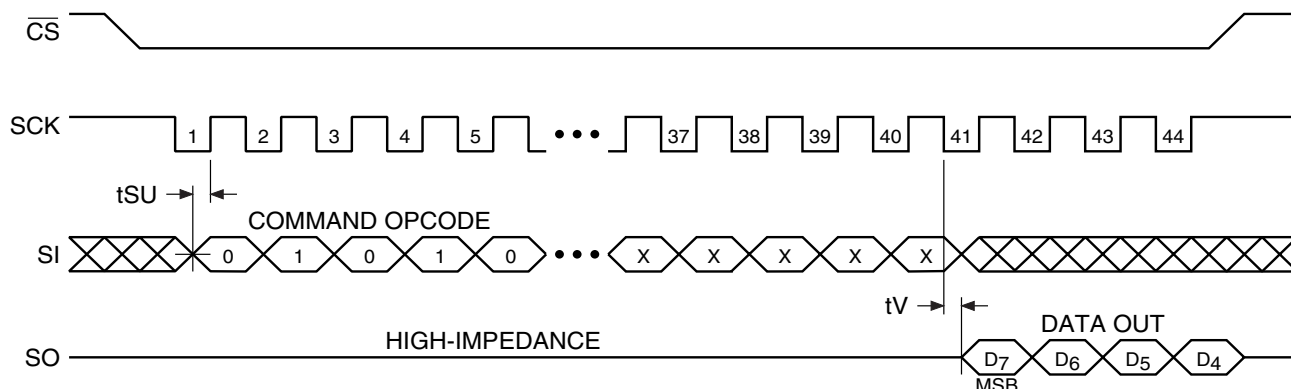 CS
SCK 1 2 3 4 5 ••• 37 38 39 40 41 42 43 44
tSU
COMMAND OPCODE
SI 0 1 0 1 0 ••• X X X X X
tV
HIGH-IMPEDANCE
DATA OUT
SO D7 D6 D5 D4
MSB